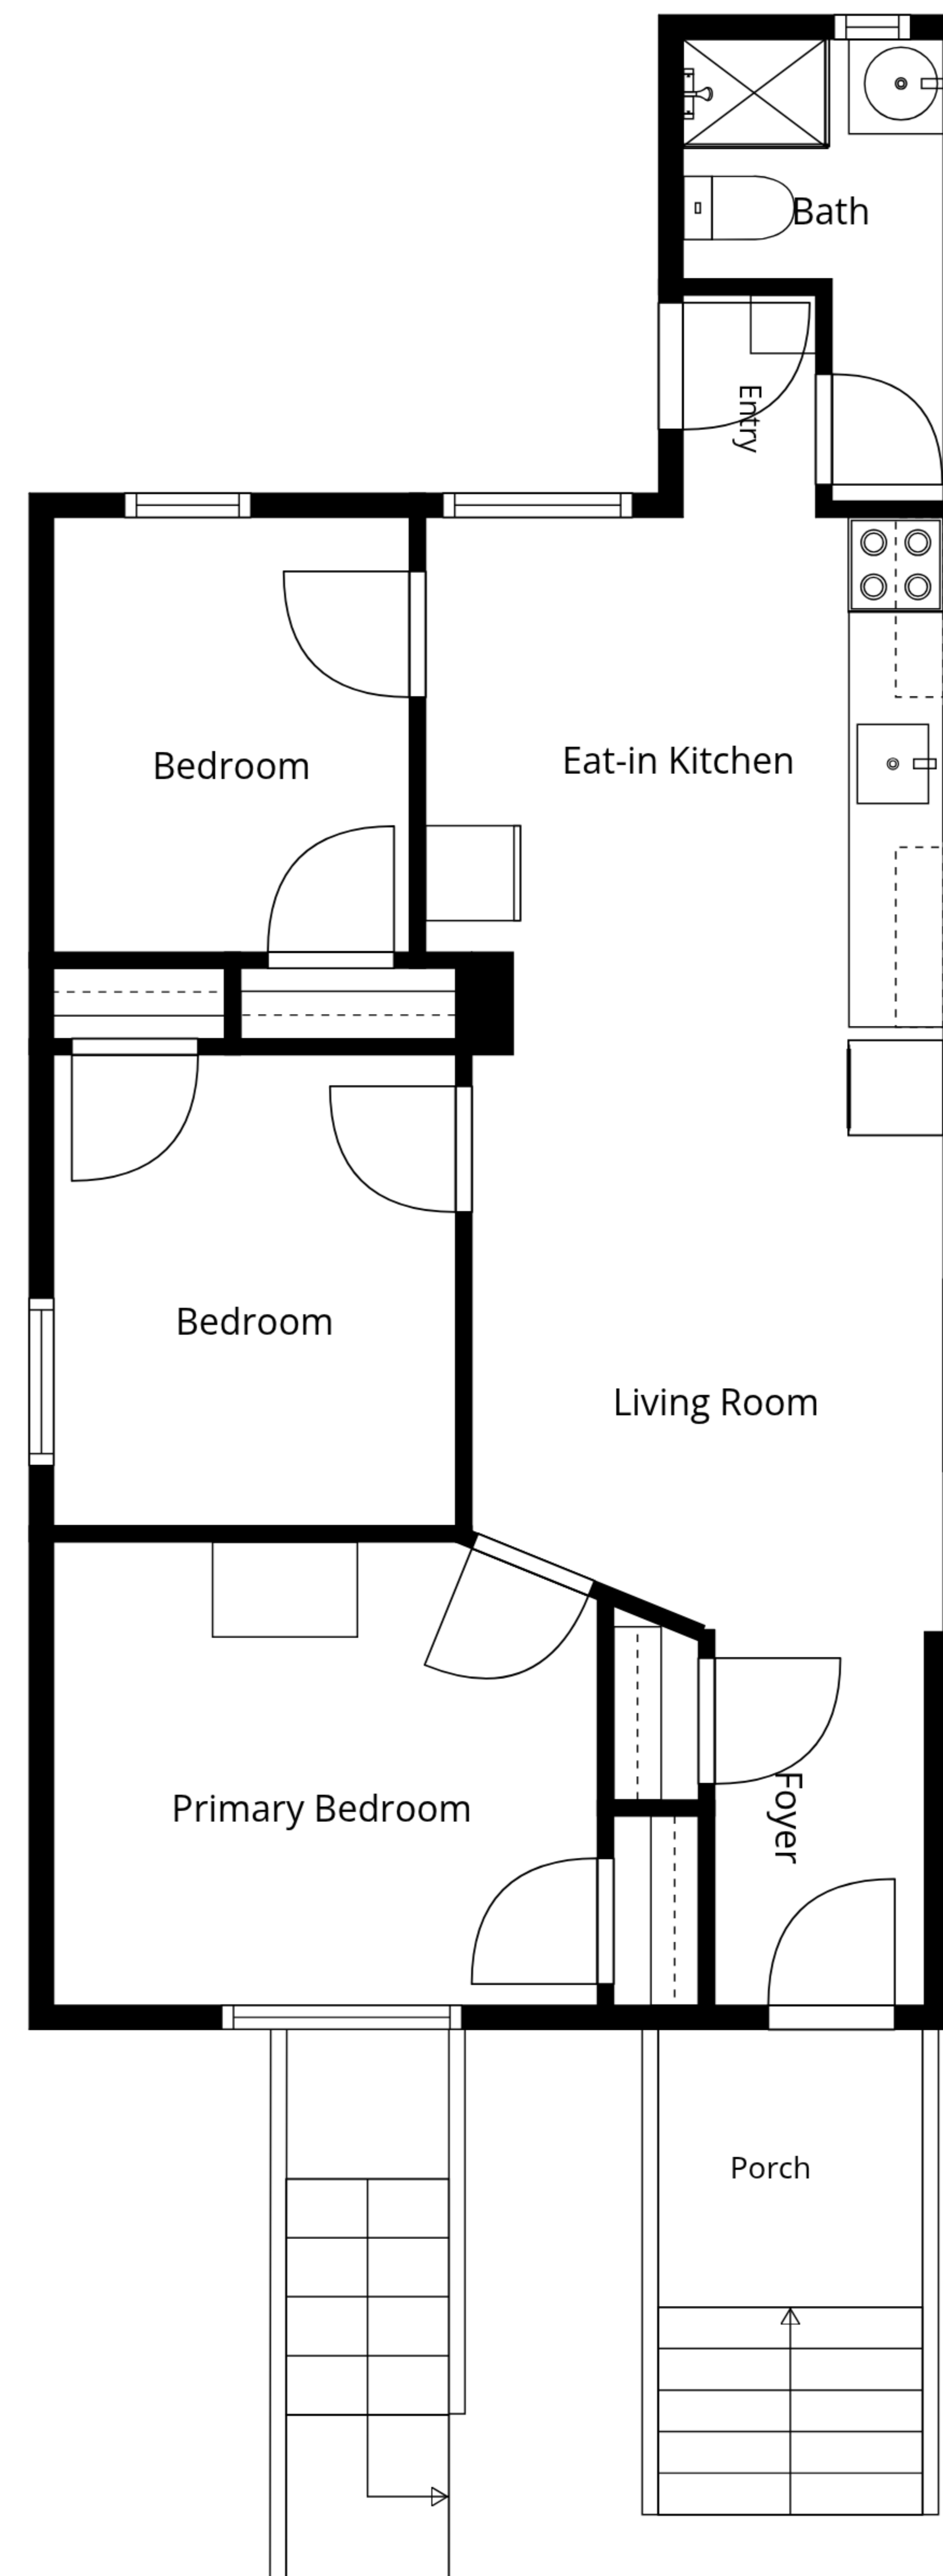 Bath
Entry
Bedroom
Eat-in Kitchen
Bedroom
Living Room
Primary Bedroom
Foyer
Porch